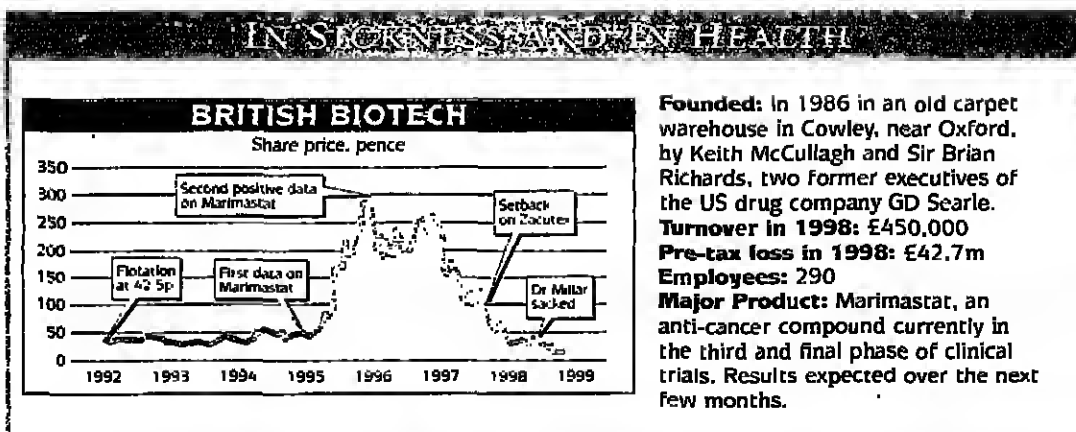 IN SICKNESS AND IN HEALTH
BRITISH BIOTECH
Share price, pence
350
300
250
200
150
100
50
0
Flotation
at 42.5p
First data on
Marimastat
Second positive data
on Marimastat
Setback
on Zacutex
Dr Millar
sacked
1992 1993 1994 1995 1996 1997 1998 1999
Founded: In 1986 in an old carpet
warehouse in Cowley, near Oxford,
by Keith McCullagh and Sir Brian
Richards, two former executives of
the US drug company GD Searle.
Turnover in 1998: £450,000
Pre-tax loss in 1998: £42.7m
Employees: 290
Major Product: Marimastat, an
anti-cancer compound currently in
the third and final phase of clinical
trials. Results expected over the next
few months.